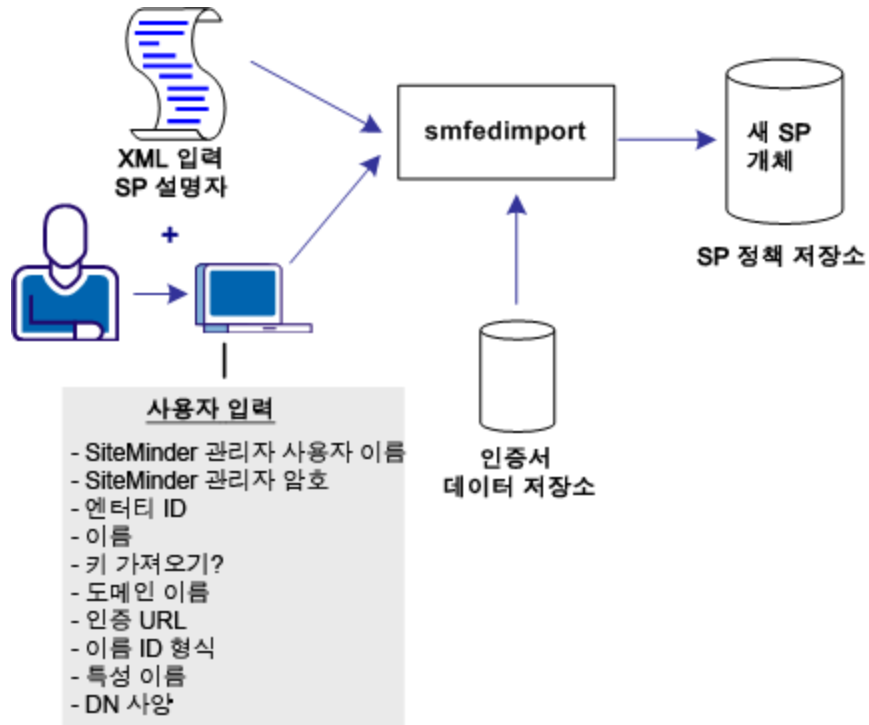 XML 입력
SP 설명자
+
smfedimport
새 SP
개체
SP 정책 저장소
인증서
데이터 저장소
사용자 입력
- SiteMinder 관리자 사용자 이름
- SiteMinder 관리자 암호
- 엔터티 ID
- 이름
- 키 가져오기?
- 도메인 이름
- 인증 URL
- 이름 ID 형식
- 특성 이름
- DN 사양